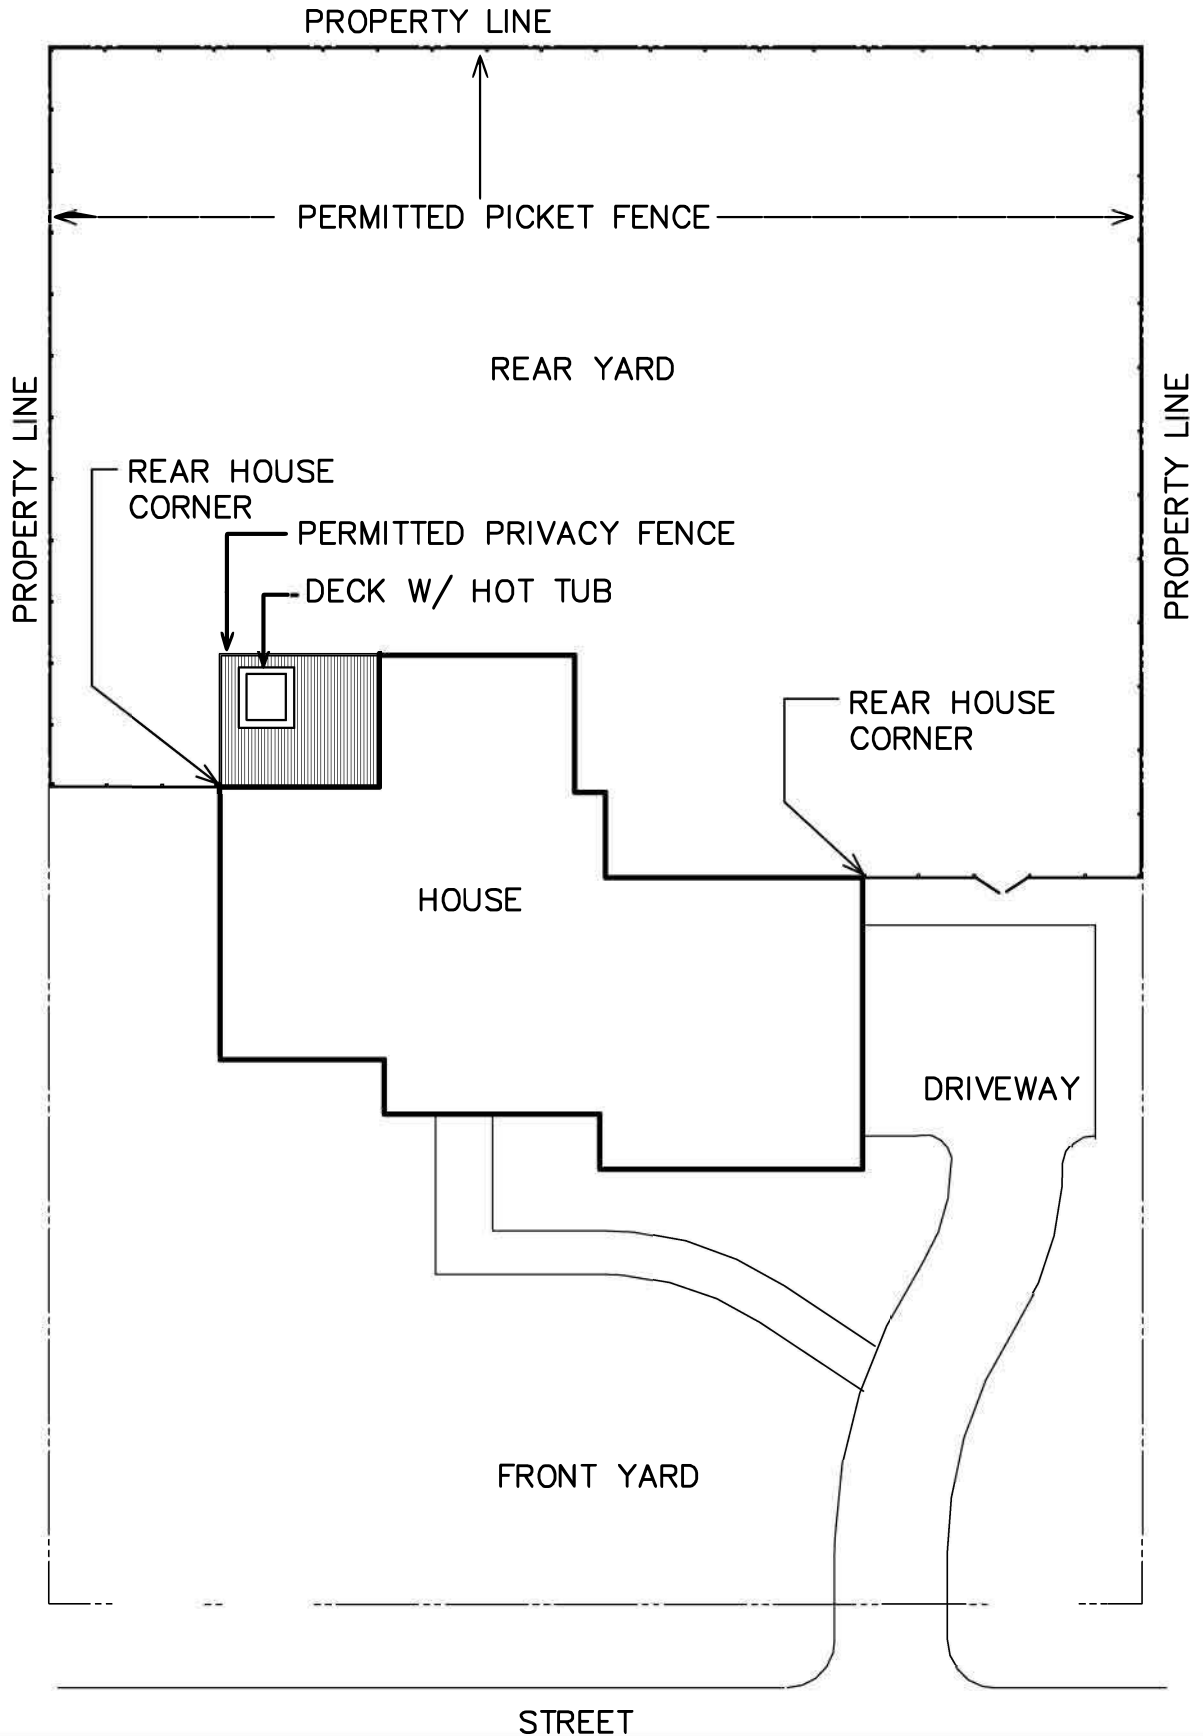 PROPERTY LINE
PERMITTED PICKET FENCE
REAR YARD
PROPERTY LINE
PROPERTY LINE
REAR HOUSE
CORNER
PERMITTED PRIVACY FENCE
DECK W/ HOT TUB
REAR HOUSE
CORNER
HOUSE
DRIVEWAY
FRONT YARD
STREET